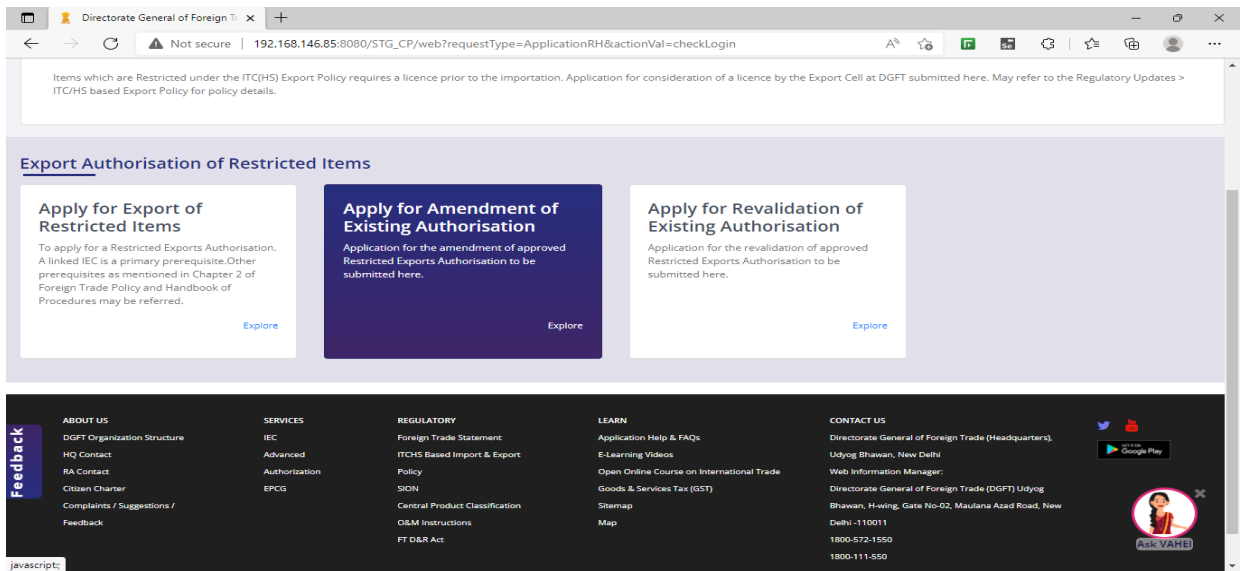 Directorate General of Foreign Tr
Not secure | 192.168.146.85:8080/STG_CP/web?requestType=ApplicationRH&actionVal=checkLogin
Items which are Restricted under the ITC(HS) Export Policy requires a licence prior to the importation. Application for consideration of a licence by the Export Cell at DGFT submitted here. May refer to the Regulatory Updates >
ITC/HS based Export Policy for policy details.
Export Authorisation of Restricted Items
Apply for Export of
Restricted Items
To apply for a Restricted Exports Authorisation.
A linked IEC is a primary prerequisite.Other
prerequisites as mentioned in Chapter 2 of
Foreign Trade Policy and Handbook of
Procedures may be referred.
Explore
Apply for Amendment of
Existing Authorisation
Application for the amendment of approved
Restricted Exports Authorisation to be
submitted here.
Explore
Apply for Revalidation of
Existing Authorisation
Application for the revalidation of approved
Restricted Exports Authorisation to be
submitted here.
Explore
Feedback
ABOUT US
DGFT Organization Structure
HQ Contact
RA Contact
Citizen Charter
Complaints / Suggestions /
Feedback
SERVICES
IEC
Advanced
Authorization
EPCG
REGULATORY
Foreign Trade Statement
ITCHS Based Import & Export
Policy
SION
Central Product Classification
O&M Instructions
FT D&R Act
LEARN
Application Help & FAQs
E-Learning Videos
Open Online Course on International Trade
Goods & Services Tax (GST)
Sitemap
Map
CONTACT US
Directorate General of Foreign Trade (Headquarters),
Udyog Bhawan, New Delhi
Web Information Manager:
Directorate General of Foreign Trade (DGFT) Udyog
Bhawan, H-wing, Gate No-02, Maulana Azad Road, New
Delhi -110011
1800-572-1550
1800-111-550
GET IT ON
Google Play
Ask VAHEI
javascript:;